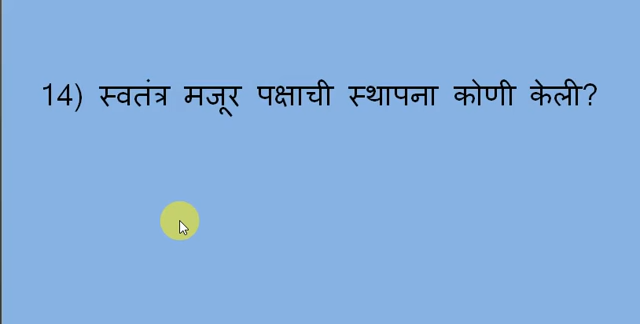 14) स्वतंत्र मजूर पक्षाची स्थापना कोणी केली?